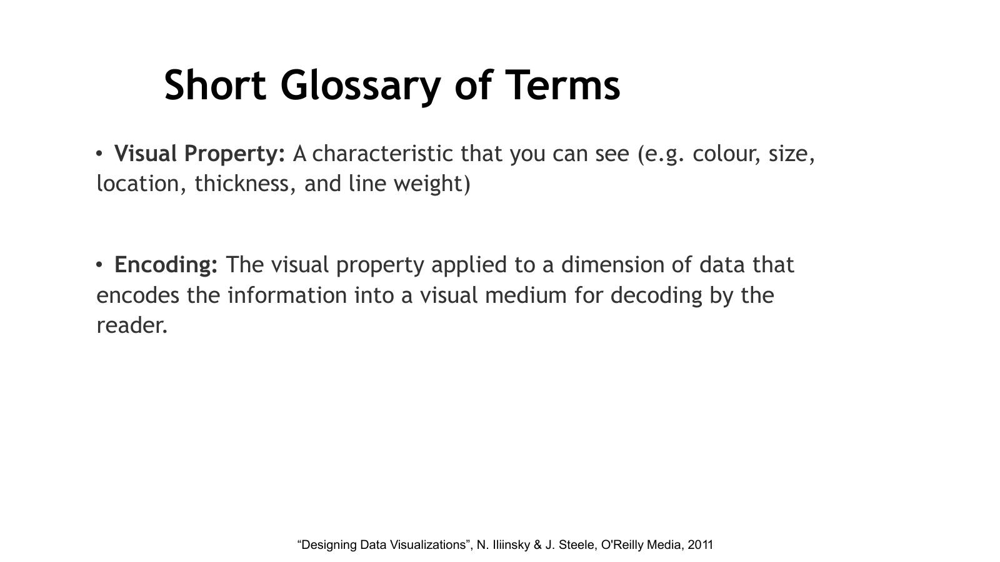 Short Glossary of Terms
• Visual Property: A characteristic that you can see (e.g. colour, size,
location, thickness, and line weight)
• Encoding: The visual property applied to a dimension of data that
encodes the information into a visual medium for decoding by the
reader.
“Designing Data Visualizations”, N. Iliinsky & J. Steele, O'Reilly Media, 2011